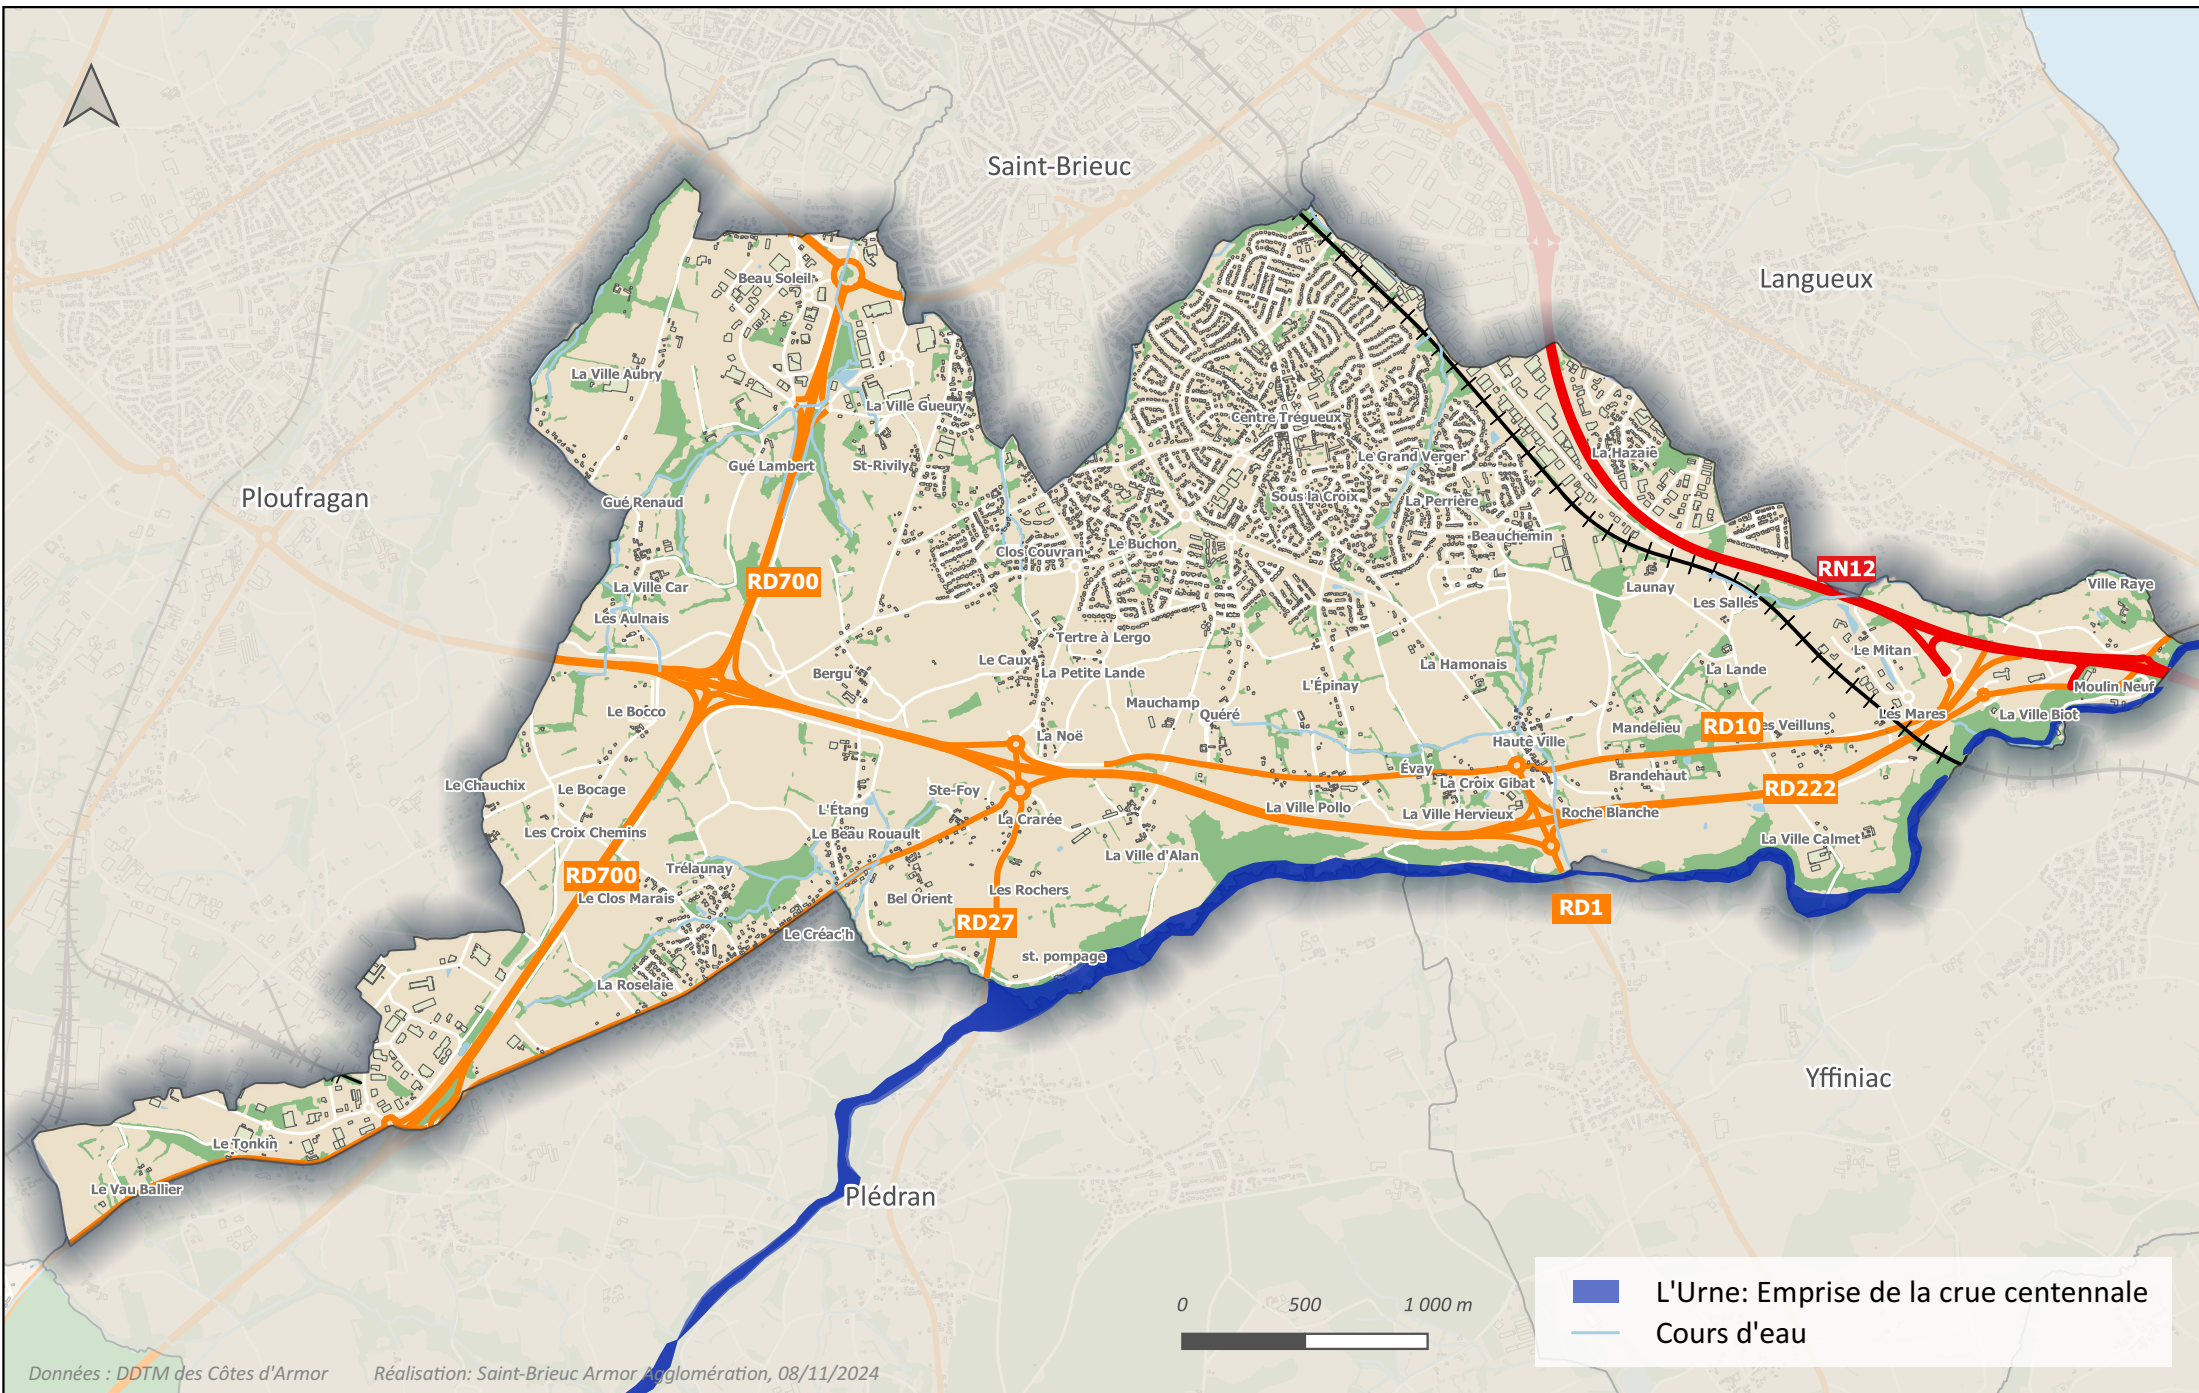 Saint-Brieuc
Langueux
Beau Soleil
La Ville Aubry
La Ville Gueury
Centre Trégueux
La Hazaie
Le Grand Verger
Gué Lambert
St-Rivily
Ploufragan
Gué Renaud
Sous la Croix
La Perrière
Beauchemin
Le Buchon
Clos Couvran
RN12
RD700
La Ville Car
Launay
Les Salles
Ville Raye
Les Aulnais
Tertre à Lergo
Le Mitan
Le Caux
La Petite Lande
La Hamonais
La Lande
Bergu
L'Épinay
Moulin Neuf
Le Bocco
Mauchamp
Quéré
Les Mares
La Ville Biot
Mandelieu
RD10
es Veilluns
La Noë
Haute Ville
Évay
Brandehaut
Le Chauchix
Le Bocage
Ste-Foy
La Croix Gibat
RD222
L'Étang
La Ville Pollo
La Ville Hervieux
Roche Blanche
La Crarée
Les Croix Chemins
Le Beau Rouault
La Ville Calmet
La Ville d'Alan
Trélaunay
RD700
Le Clos Marais
Bel Orient
Les Rochers
RD1
RD27
Le Créac'h
st. pompage
La Roselaie
Yffiniac
Le Tonkin
Le Vau Ballier
Plédran
0 500 1 000 m
L'Urne: Emprise de la crue centennale
Cours d'eau
Données : DDTM des Côtes d'Armor Réalisation: Saint-Brieuc Armor Agglomération, 08/11/2024